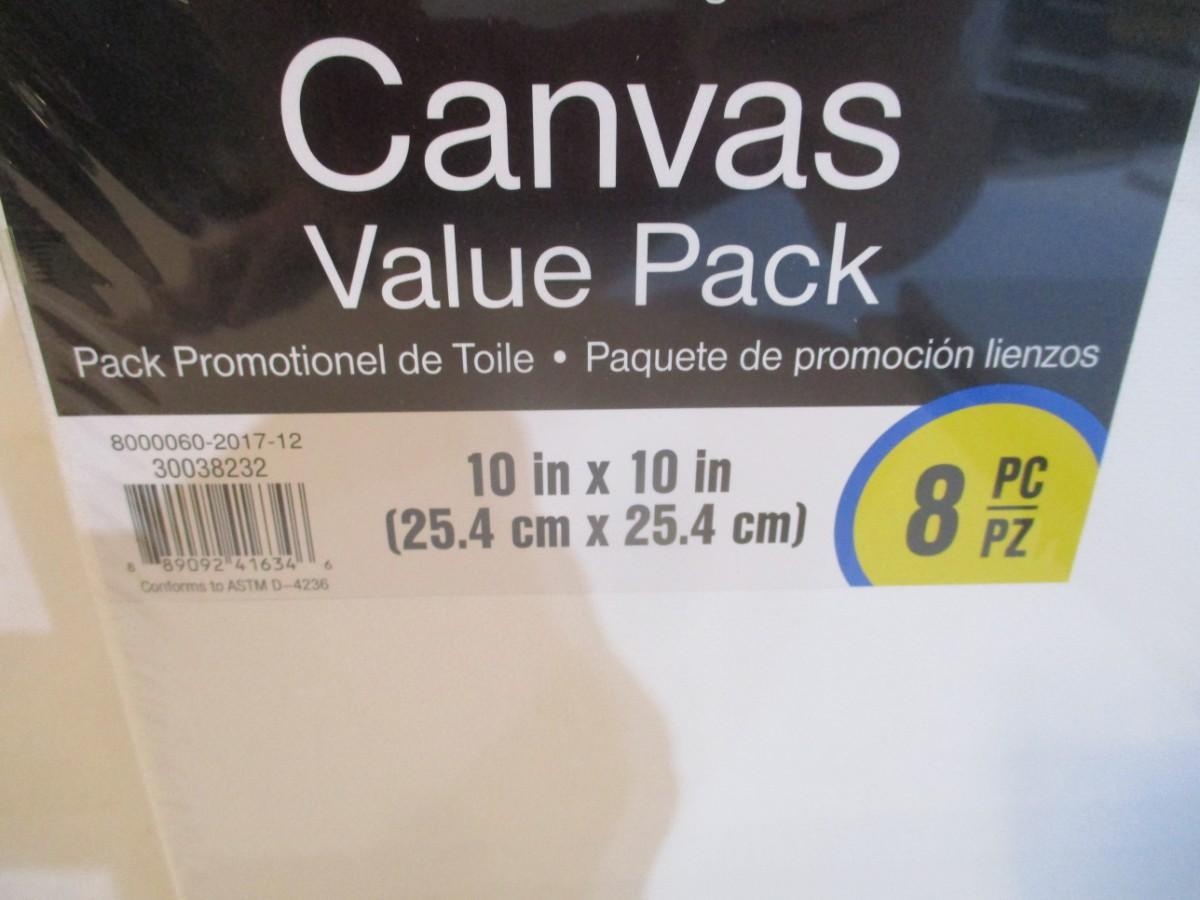 Canvas
Value Pack
Pack Promotionel de Toile • Paquete de promoción lienzos
8000060-2017-12
30038232
8 89092 41634 6
Conforms to ASTM D-4236
10 in x 10 in
(25.4 cm x 25.4 cm)
8 PC
PZ